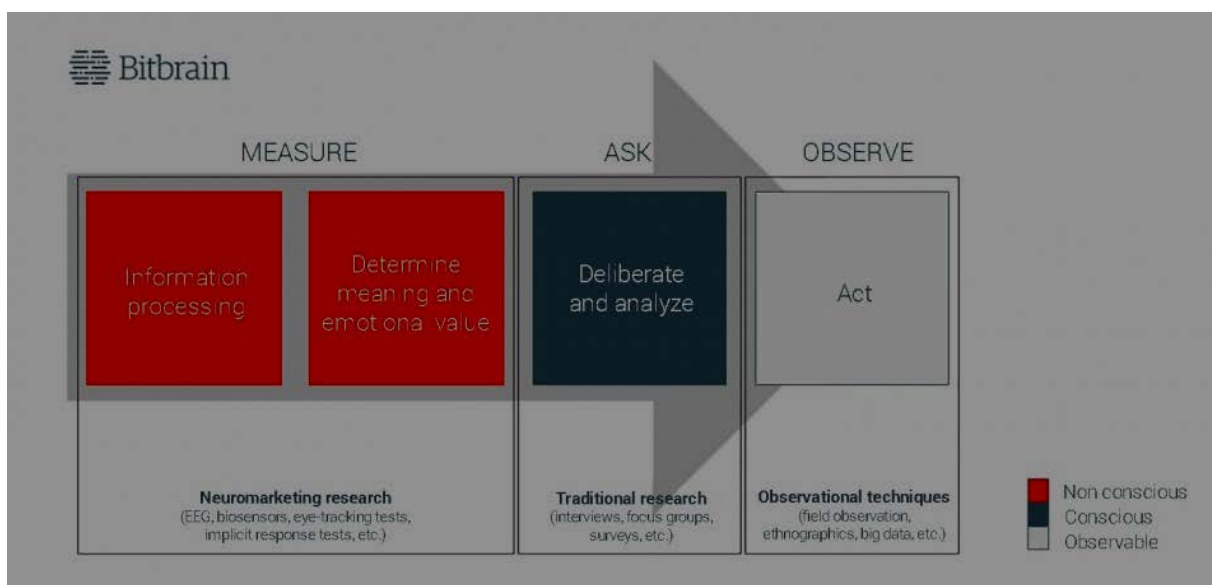 Bitbrain
MEASURE
ASK
OBSERVE
Information
processing
Determine
meaning and
emotional value
Deliberate
and analyze
Act
Neuromarketing research
(EEG, biosensors, eye-tracking tests,
implicit response tests, etc.)
Traditional research
(interviews, focus groups,
surveys, etc.)
Observational techniques
(field observation,
ethnographics, big data, etc.)
Non conscious
Conscious
Observable